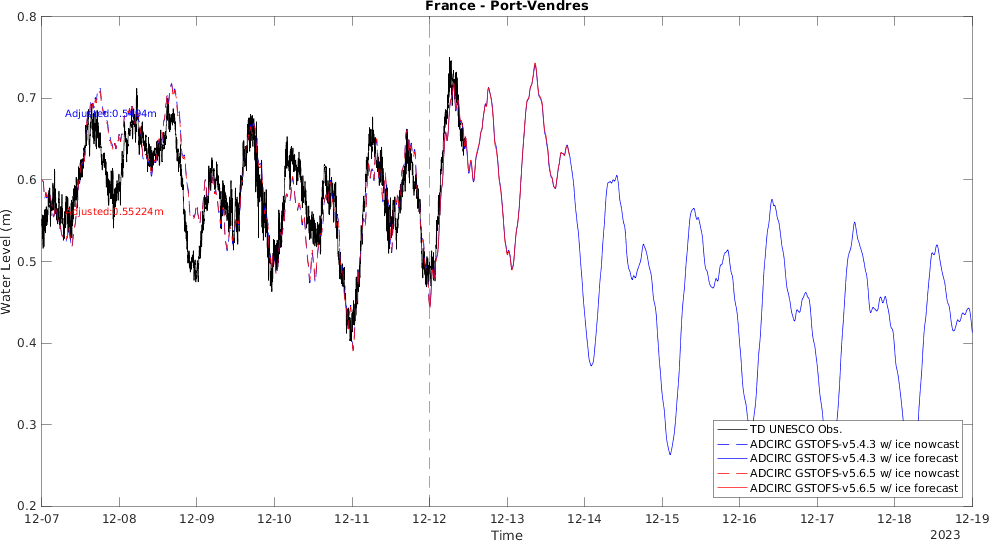 France - Port-Vendres
0.8
0.7
0.6
0.5
0.4
0.3
0.2
Water Level (m)
Adjusted:0.5494m
Adjusted:0.55224m
TD UNESCO Obs.
ADCIRC GSTOFS-v5.4.3 w/ ice nowcast
ADCIRC GSTOFS-v5.4.3 w/ ice forecast
ADCIRC GSTOFS-v5.6.5 w/ ice nowcast
ADCIRC GSTOFS-v5.6.5 w/ ice forecast
12-07 12-08 12-09 12-10 12-11 12-12 12-13 12-14 12-15 12-16 12-17 12-18 12-19
Time
2023